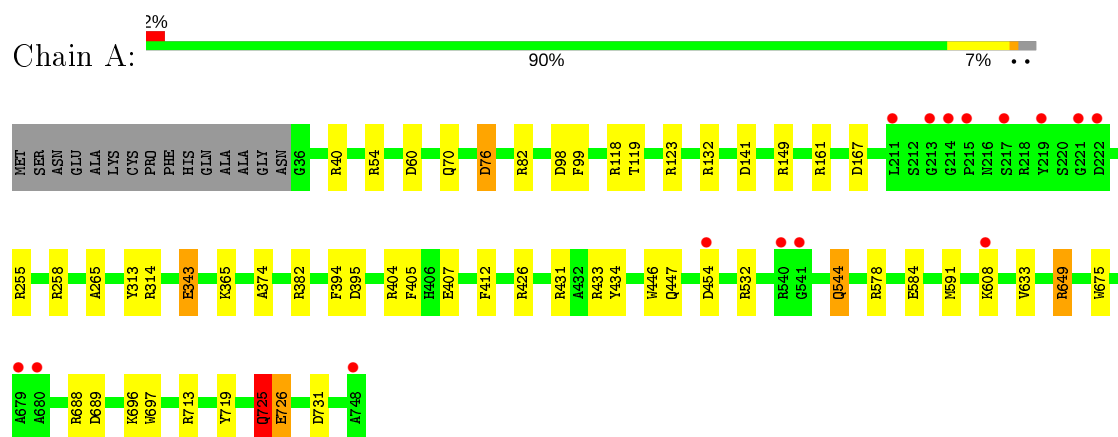 2%
Chain A:
90%
7%
MET SER ASN GLU ALA LYS CYS PRO PHE HIS GLN ALA ALA GLY ASN G36 R40 R54 D60 Q70 D76 R82 D98 F99 R118 T119 R123 R132 D141 R149 R161 D167 L211 S212 G213 G214 P215 N216 S217 R218 Y219 S220 G221 D222
R255 R258 A265 Y313 R314 E343 K365 A374 R382 F394 D395 R404 F405 H406 E407 F412 R426 R431 A432 R433 Y434 W446 Q447 D454 R532 R540 G541 Q544 R578 E584 M591 K608 V633 R649 W675
A679 A680 R688 D689 K696 W697 R713 Y719 Q725 E726 D731 A748